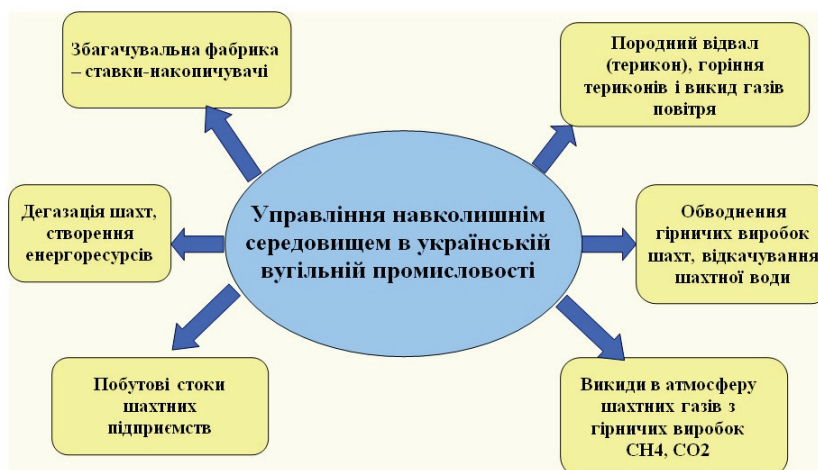 Збагачувальна фабрика
– ставки-накопичувачі
Породний відвал
(терикон), горіння
териконів і викид газів
повітря
Управління навколишнім
середовищем в українській
вугільній промисловості
Дегазація шахт,
створення
енергоресурсів
Обводнення
гірничих виробок
шахт, відкачування
шахтної води
Побутові стоки
шахтних
підприємств
Викиди в атмосферу
шахтних газів з
гірничих виробок
CH4, CO2